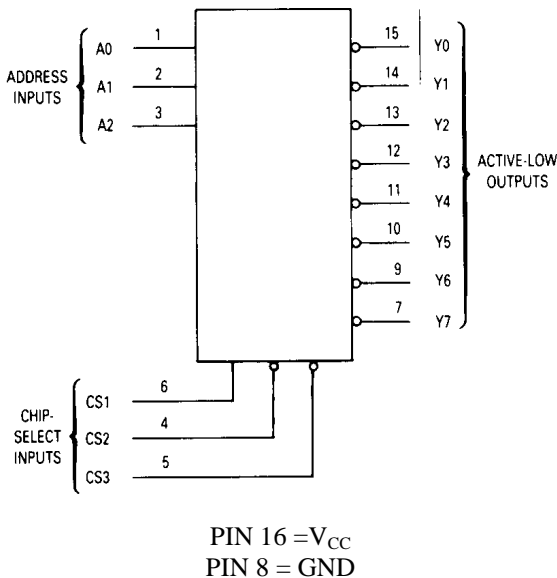 ADDRESS
INPUTS
A0 1
A1 2
A2 3
15 Y0
14 Y1
13 Y2
12 Y3
11 Y4
10 Y5
9 Y6
7 Y7
ACTIVE-LOW
OUTPUTS
CHIP-
SELECT
INPUTS
CS1 6
CS2 4
CS3 5
PIN 16 =VCC
PIN 8 = GND